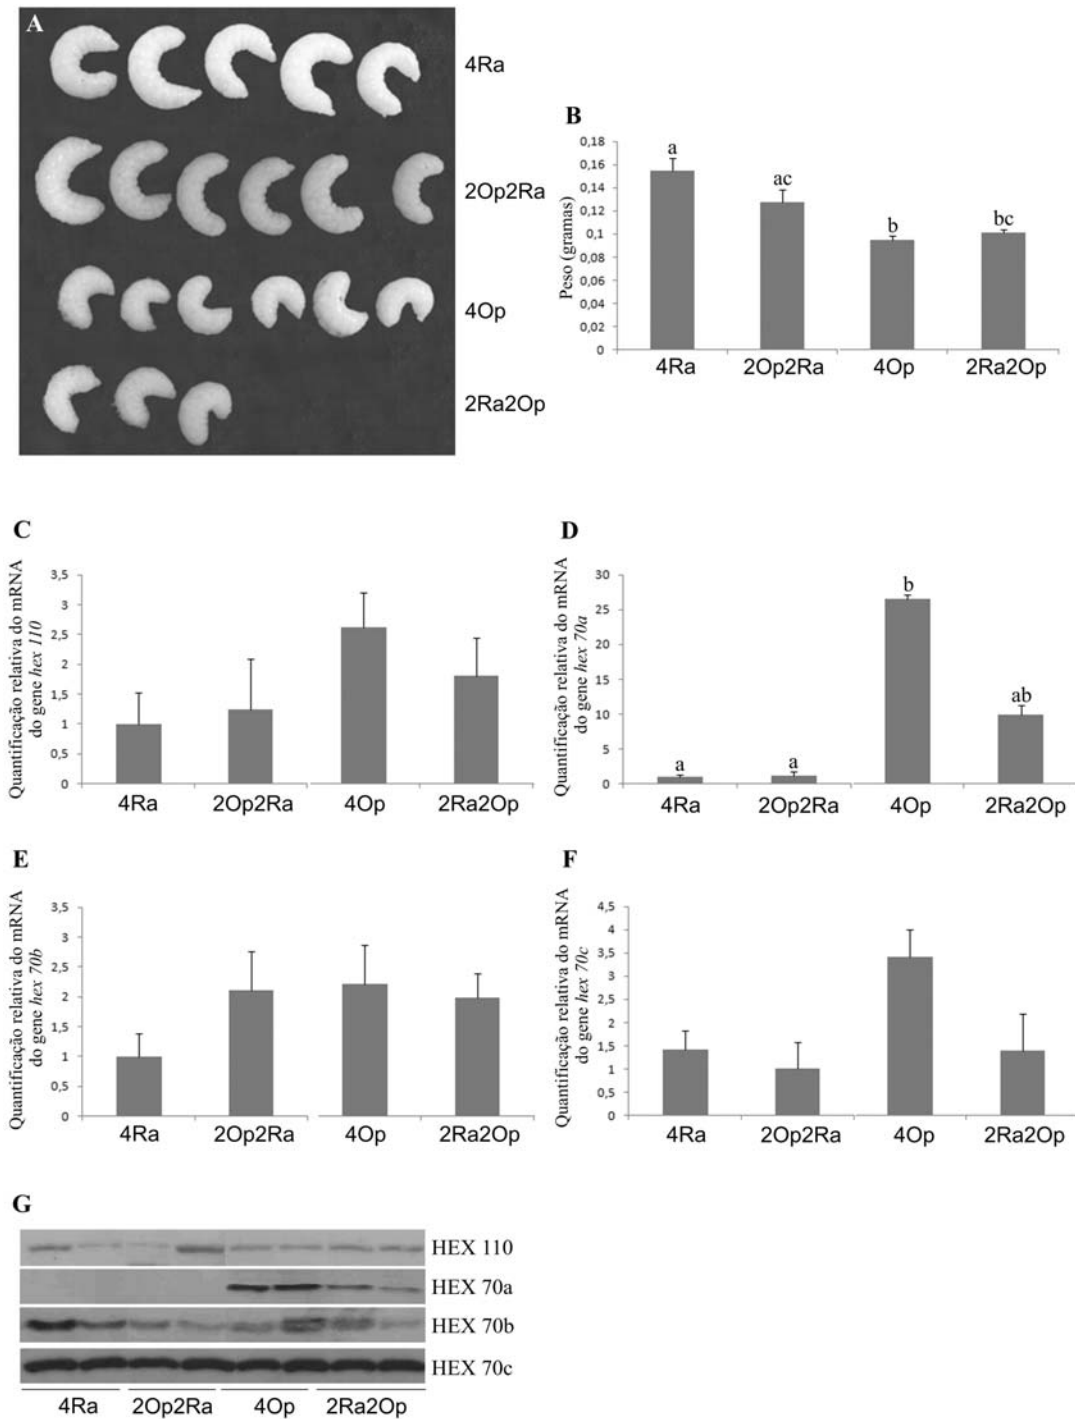 A
4Ra
2Op2Ra
4Op
2Ra2Op
B
Peso (gramas)
0,18
0,16
0,14
0,12
0,1
0,08
0,06
0,04
0,02
0
a
ac
b
bc
4Ra
2Op2Ra
4Op
2Ra2Op
C
Quantificação relativa do mRNA
do gene hex 110
3,5
3
2,5
2
1,5
1
0,5
0
4Ra
2Op2Ra
4Op
2Ra2Op
D
Quantificação relativa do mRNA
do gene hex 70a
30
25
20
15
10
5
0
a
a
b
ab
4Ra
2Op2Ra
4Op
2Ra2Op
E
Quantificação relativa do mRNA
do gene hex 70b
3,5
3
2,5
2
1,5
1
0,5
0
4Ra
2Op2Ra
4Op
2Ra2Op
F
Quantificação relativa do mRNA
do gene hex 70c
4,5
4
3,5
3
2,5
2
1,5
1
0,5
0
4Ra
2Op2Ra
4Op
2Ra2Op
G
HEX 110
HEX 70a
HEX 70b
HEX 70c
4Ra
2Op2Ra
4Op
2Ra2Op